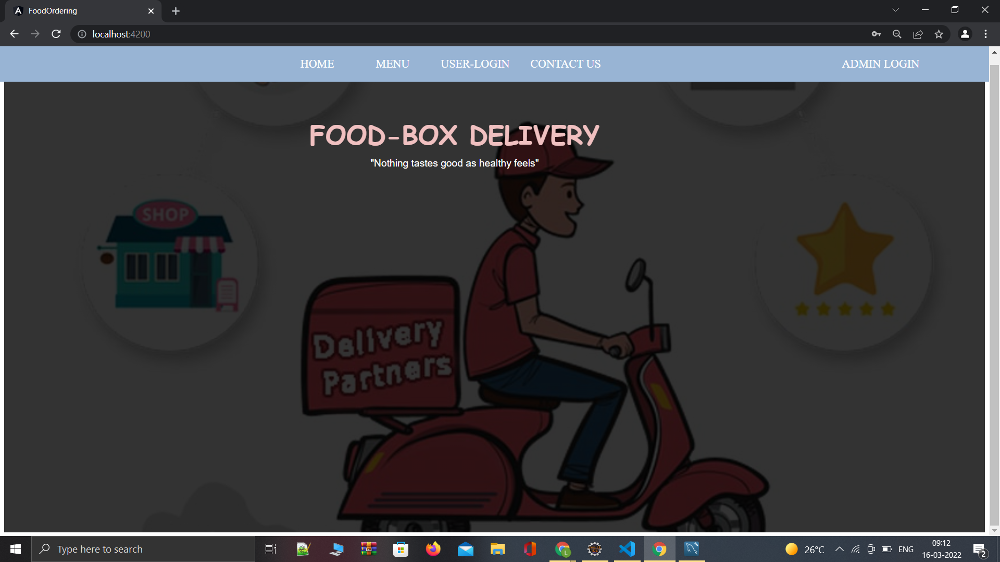 FoodOrdering
localhost:4200
HOME MENU USER-LOGIN CONTACT US ADMIN LOGIN
FOOD-BOX DELIVERY
"Nothing tastes good as healthy feels"
SHOP
Delivery
Partners
Type here to search
L
26°C
ENG
09:12
16-03-2022
2